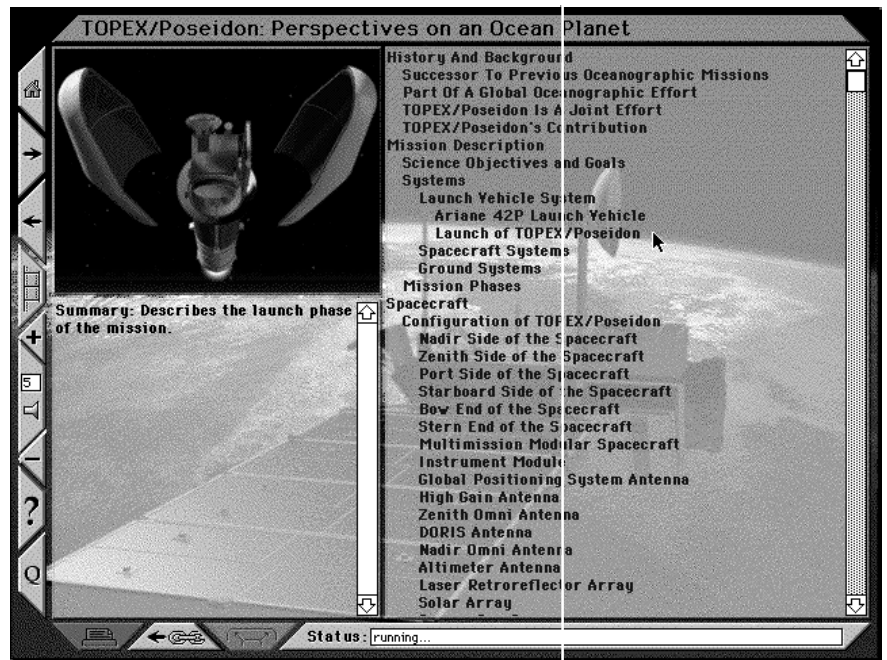 TOPEX/Poseidon: Perspectives on an Ocean Planet
History And Background
Successor To Previous Oceanographic Missions
Part Of A Global Oceanographic Effort
TOPEX/Poseidon Is A Joint Effort
TOPEX/Poseidon's Contribution
Mission Description
Science Objectives and Goals
Systems
Launch Vehicle System
Ariane 42P Launch Vehicle
Launch of TOPEX/Poseidon
Spacecraft Systems
Ground Systems
Mission Phases
Spacecraft
Configuration of TOPEX/Poseidon
Nadir Side of the Spacecraft
Zenith Side of the Spacecraft
Port Side of the Spacecraft
Starboard Side of the Spacecraft
Bow End of the Spacecraft
Stern End of the Spacecraft
Multimission Modular Spacecraft
Instrument Module
Global Positioning System Antenna
High Gain Antenna
Zenith Omni Antenna
DORIS Antenna
Nadir Omni Antenna
Altimeter Antenna
Laser Retroreflector Array
Solar Array
Summary: Describes the launch phase
of the mission.
+
5
−
?
Q
Status: running...